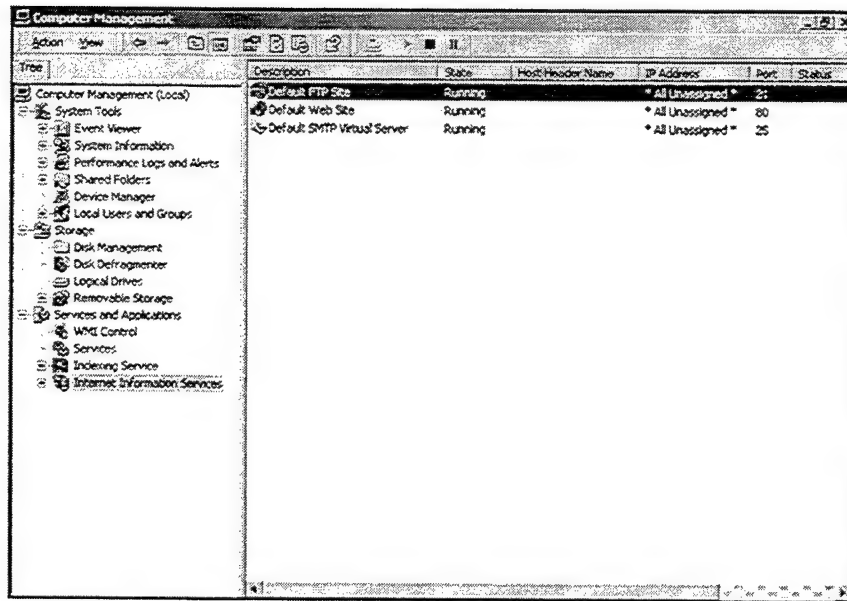 Computer Management
Action View
Tree
Computer Management (Local)
System Tools
Event Viewer
System Information
Performance Logs and Alerts
Shared Folders
Device Manager
Local Users and Groups
Storage
Disk Management
Disk Defragmenter
Logical Drives
Removable Storage
Services and Applications
WMI Control
Services
Indexing Service
Internet Information Services
Description State Host Header Name IP Address Port Status
Default FTP Site Running * All Unassigned * 21
Default Web Site Running * All Unassigned * 80
Default SMTP Virtual Server Running * All Unassigned * 25